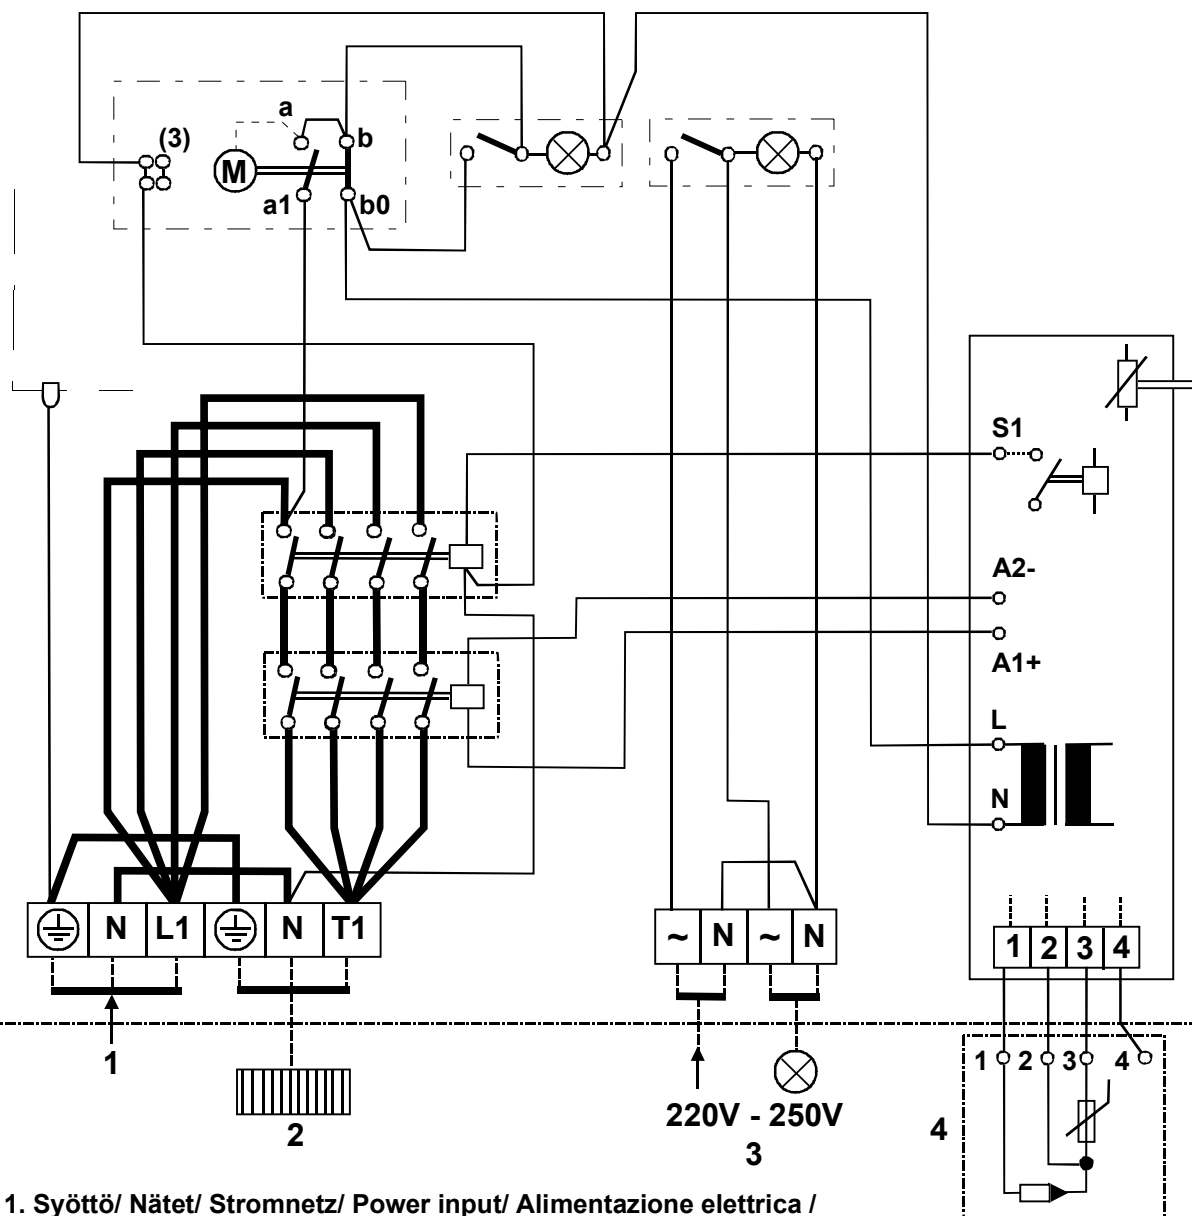 a
(3)
b
M
a1
b0
S1
A2-
A1+
L
N
N L1 N T1
~ N ~ N
1 2 3 4
1
2
1 2 3 4
220V - 250V
3
4
1. Syöttö/ Nätet/ Stromnetz/ Power input/ Alimentazione elettrica /